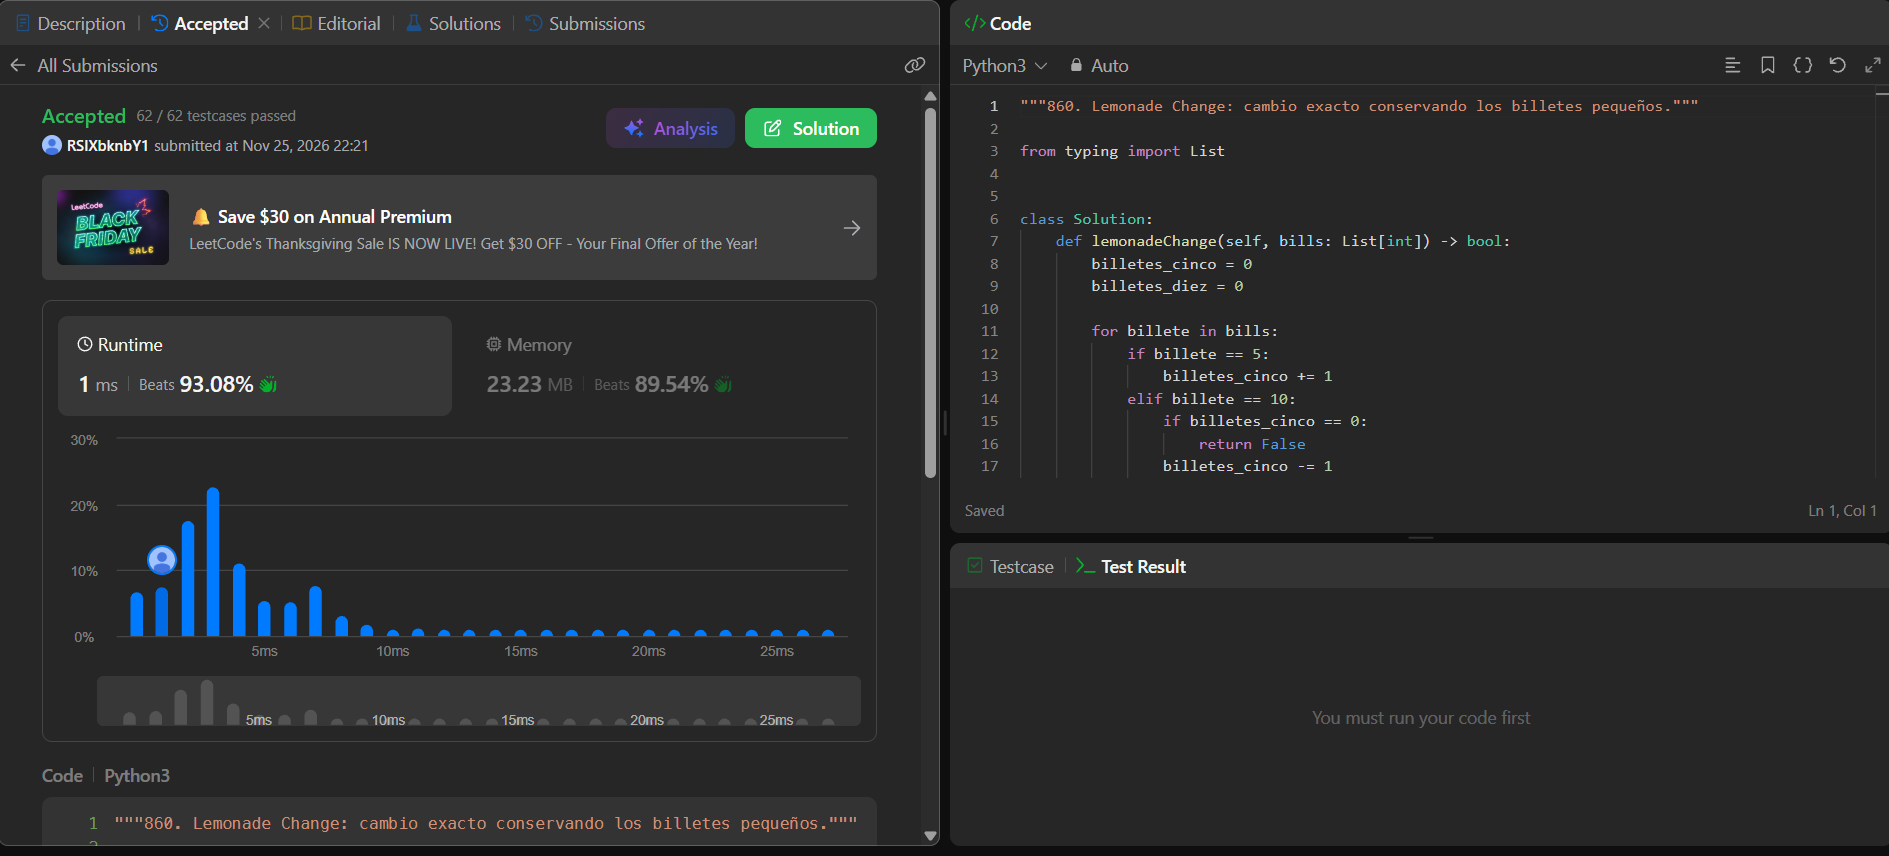 Description
Accepted
Editorial
Solutions
Submissions
All Submissions
Accepted 62 / 62 testcases passed
RSIXbknbY1 submitted at Nov 25, 2026 22:21
Analysis
Solution
LeetCode
BLACK
FRIDAY
SALE
Save $30 on Annual Premium
LeetCode's Thanksgiving Sale IS NOW LIVE! Get $30 OFF - Your Final Offer of the Year!
Runtime
1 ms Beats 93.08%
Memory
23.23 MB Beats 89.54%
30%
20%
10%
0%
5ms 10ms 15ms 20ms 25ms
5ms 10ms 15ms 20ms 25ms
Code Python3
1 """860. Lemonade Change: cambio exacto conservando los billetes pequeños."""
2
Code
Python3 Auto
1 """860. Lemonade Change: cambio exacto conservando los billetes pequeños."""
2
3 from typing import List
4
5
6 class Solution:
7 def lemonadeChange(self, bills: List[int]) -> bool:
8 billetes_cinco = 0
9 billetes_diez = 0
10
11 for billete in bills:
12 if billete == 5:
13 billetes_cinco += 1
14 elif billete == 10:
15 if billetes_cinco == 0:
16 return False
17 billetes_cinco -= 1
Saved
Ln 1, Col 1
Testcase
Test Result
You must run your code first